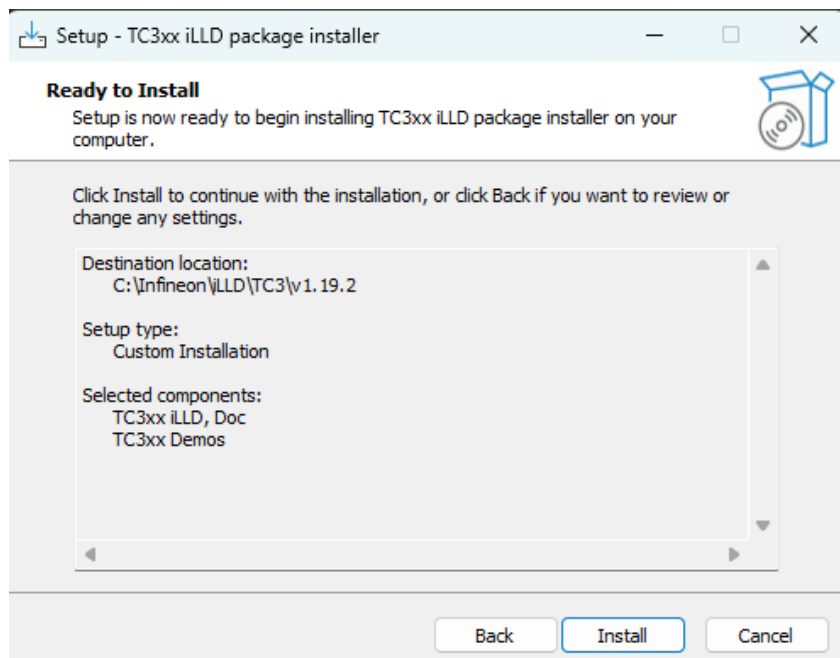 Setup - TC3xx iLLD package installer
Ready to Install
Setup is now ready to begin installing TC3xx iLLD package installer on your
computer.
Click Install to continue with the installation, or click Back if you want to review or
change any settings.
Destination location:
C:\Infineon\iLLD\TC3\v1.19.2
Setup type:
Custom Installation
Selected components:
TC3xx iLLD, Doc
TC3xx Demos
Back
Install
Cancel